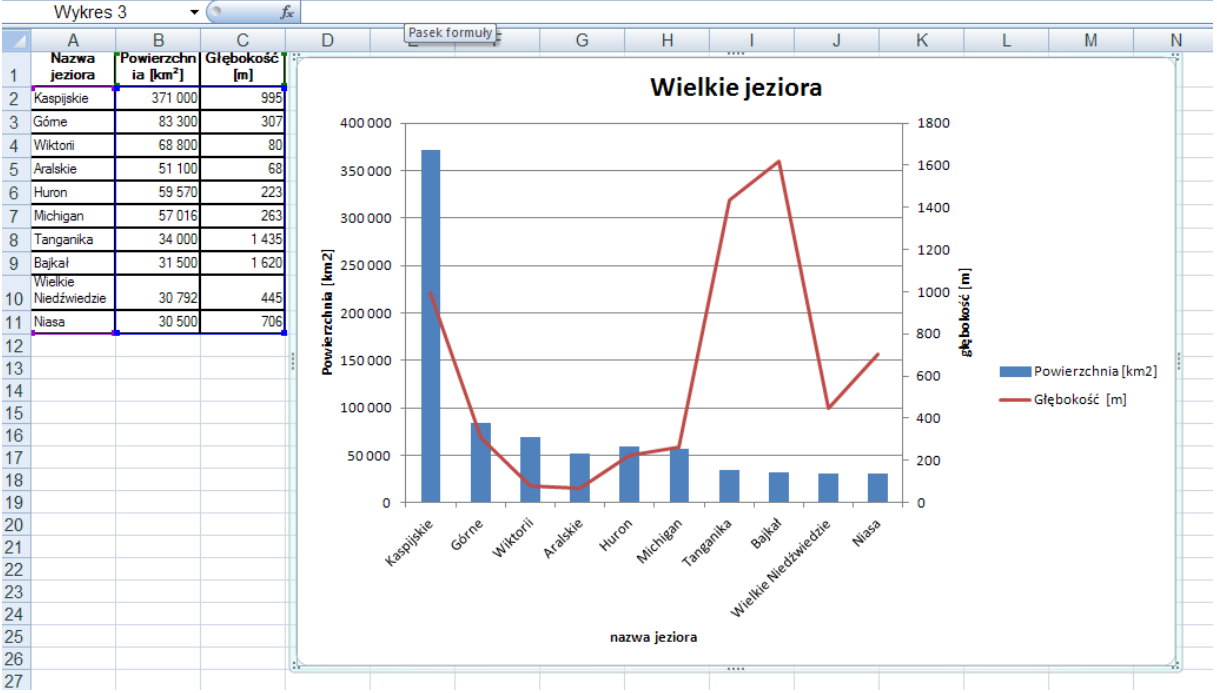 Wykres 3
fx
Pasek formuły
A B C D F G H I J K L M N
1 Nazwa jeziora Powierzchnia [km²] Głębokość [m]
2 Kaspijskie 371 000 995
3 Górne 83 300 307
4 Wiktorii 68 800 80
5 Aralskie 51 100 68
6 Huron 59 570 223
7 Michigan 57 016 263
8 Tanganika 34 000 1 435
9 Bajkał 31 500 1 620
10 Wielkie Niedźwiedzie 30 792 445
11 Niasa 30 500 706
12
13
14
15
16
17
18
19
20
21
22
23
24
25
26
27
Wielkie jeziora
Powierzchnia [km2]
400 000
350 000
300 000
250 000
200 000
150 000
100 000
50 000
0
1800
1600
1400
1200
1000
800
600
400
200
0
głębokość [m]
Kaspijskie
Górne
Wiktorii
Aralskie
Huron
Michigan
Tanganika
Bajkał
Wielkie Niedźwiedzie
Niasa
nazwa jeziora
Powierzchnia [km2]
Głębokość [m]